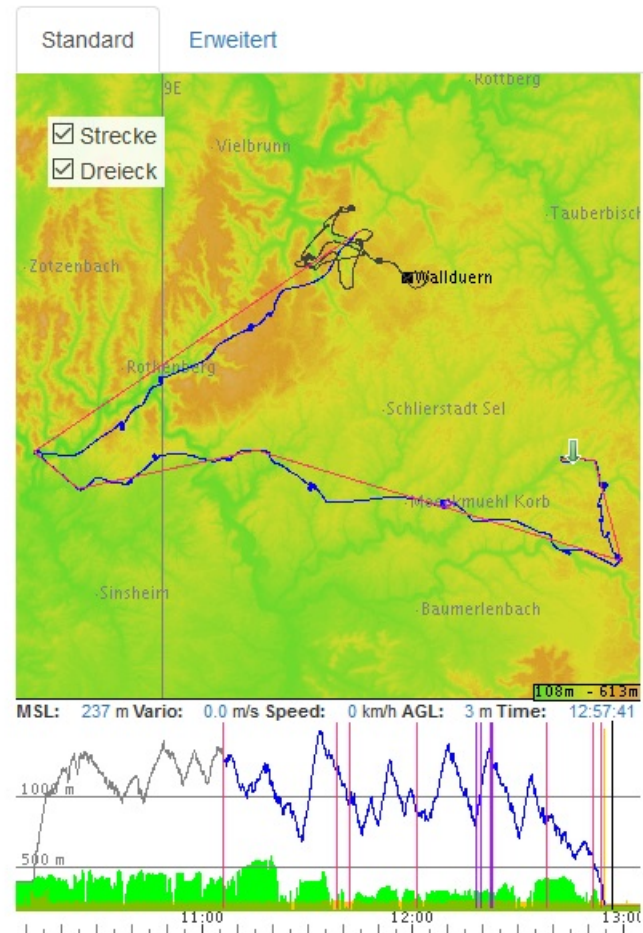 Standard Erweitert
Rottberg
9E
Strecke
Vielbrunn
Dreieck
Tauberbisch
Zotzenbach
Wallduern
Rothenberg
Schlierstadt Sel
Moeckmuehl Korb
Sinsheim
Baumerlenbach
108m - 613m
MSL: 237 m Vario: 0.0 m/s Speed: 0 km/h AGL: 3 m Time: 12:57:41
1000 m
500 m
11:00 12:00 13:00